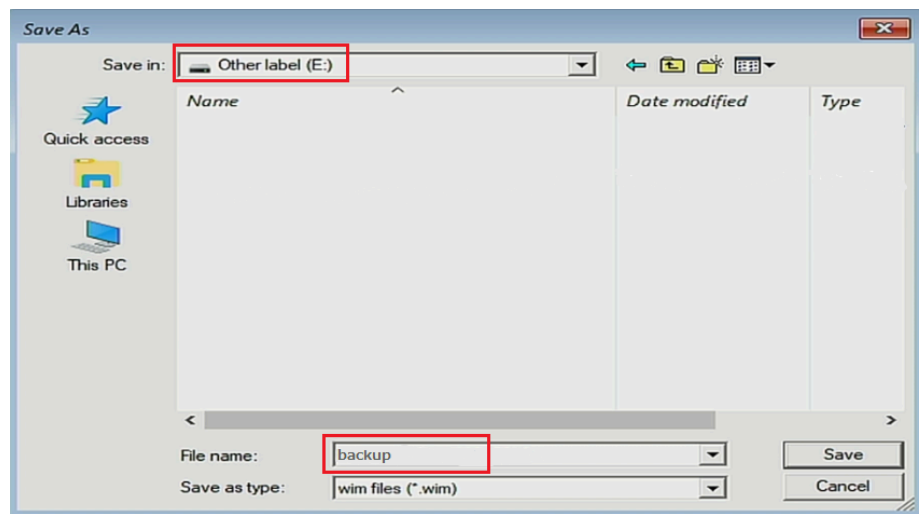 Save As
Save in: Other label (E:)
Name Date modified Type
Quick access
Libraries
This PC
File name: backup Save
Save as type: wim files (*.wim) Cancel